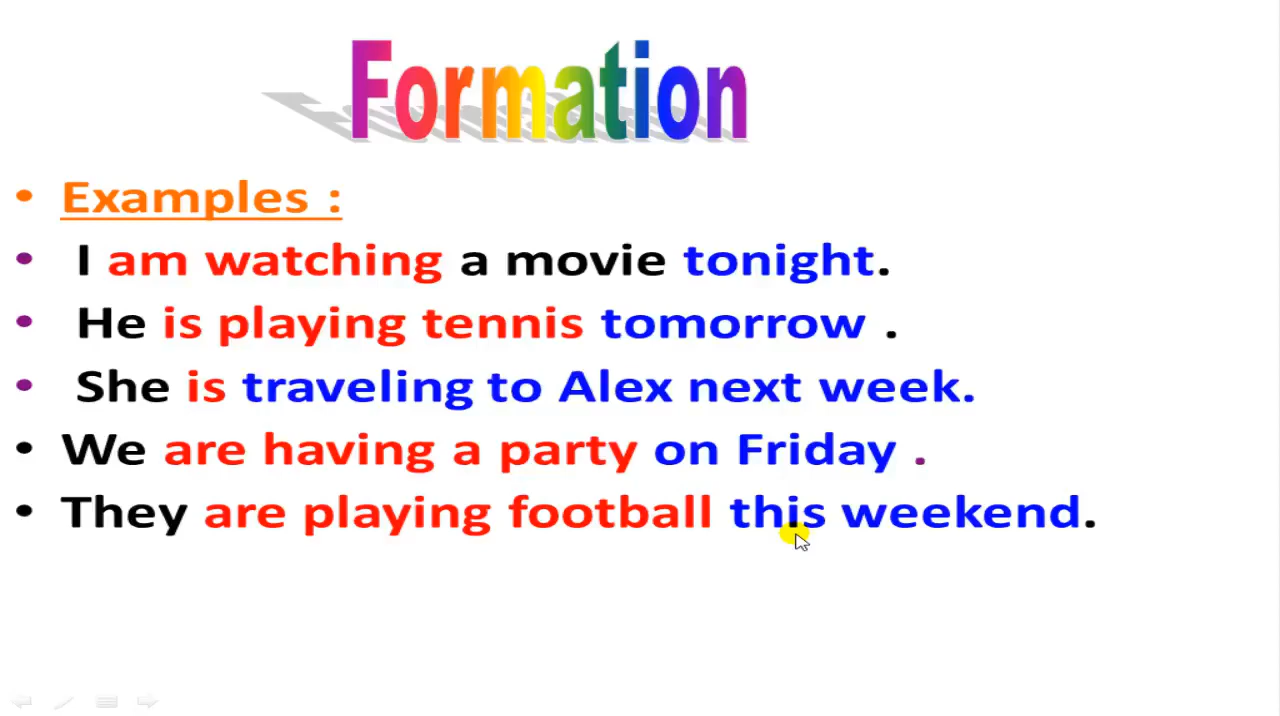 Formation
Examples :
I am watching a movie tonight.
He is playing tennis tomorrow .
She is traveling to Alex next week.
We are having a party on Friday .
They are playing football this weekend.